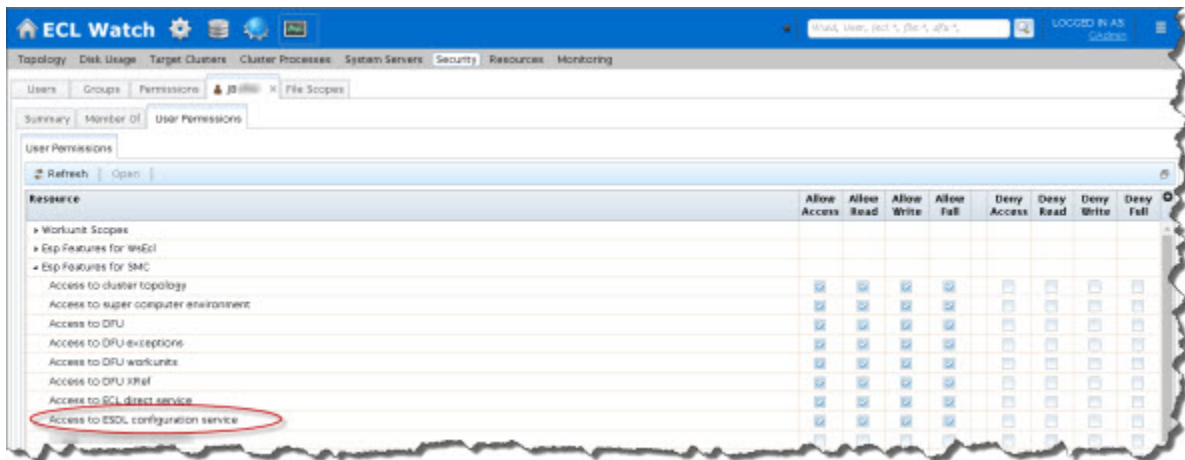 ECL Watch
LOGGED IN AS
Topology Disk Usage Target Clusters Cluster Processes System Servers Security Resources Monitoring
Users Groups Permissions File Scopes
Summary Member Of User Permissions
User Permissions
Refresh Open
Resource Allow Access Allow Read Allow Write Allow Full Deny Access Deny Read Deny Write Deny Full
Workunit Scopes
Esp Features for WsEcl
Esp Features for SMC
Access to cluster topology
Access to super computer environment
Access to DFU
Access to DFU exceptions
Access to DFU workunits
Access to DFU XRef
Access to ECL direct service
Access to ESDL configuration service